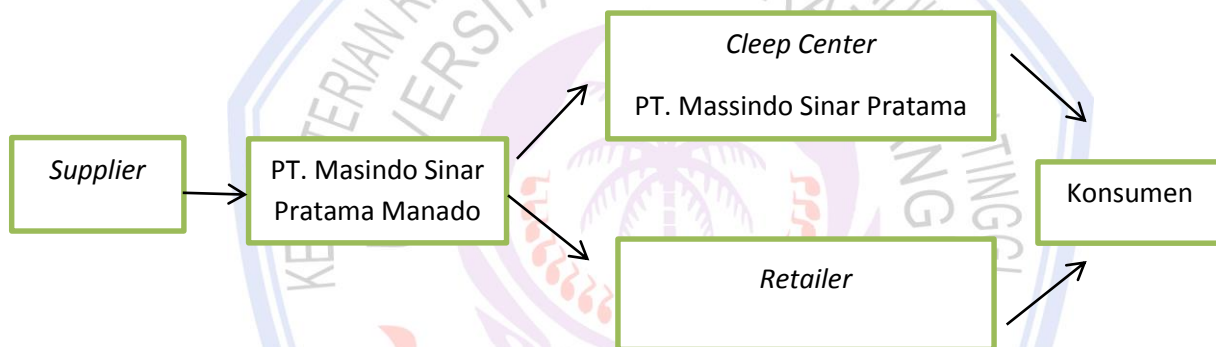 Cleep Center
PT. Massindo Sinar Pratama
Supplier
PT. Masindo Sinar
Pratama Manado
Konsumen
Retailer